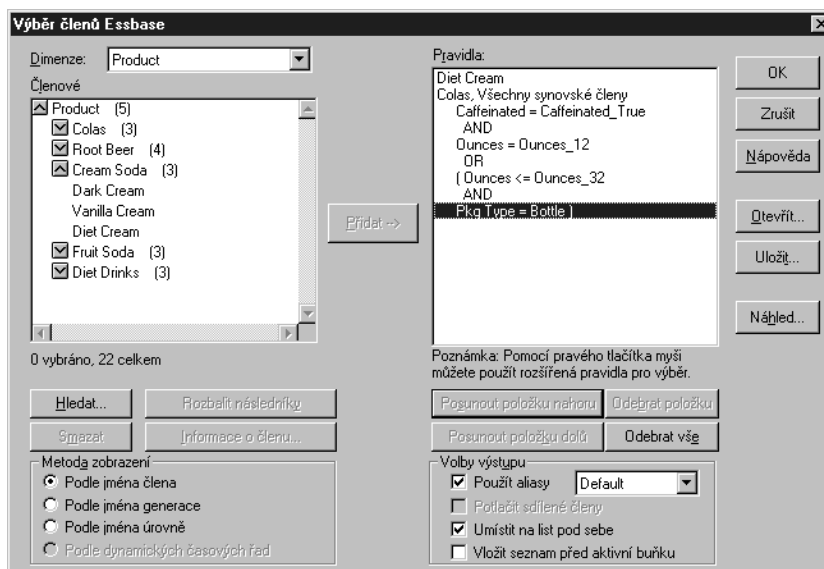 Výběr členů Essbase
Dimenze: Product
Členové
Product (5)
Colas (3)
Root Beer (4)
Cream Soda (3)
Dark Cream
Vanilla Cream
Diet Cream
Fruit Soda (3)
Diet Drinks (3)
0 vybráno, 22 celkem
Přidat -->
Pravidla:
Diet Cream
Colas, Všechny synovské členy
Caffeinated = Caffeinated_True
AND
Ounces = Ounces_12
OR
( Ounces <= Ounces_32
AND
Pkg Type = Bottle )
Poznámka: Pomocí pravého tlačítka myši
můžete použít rozšířená pravidla pro výběr.
OK
Zrušit
Nápověda
Otevřít...
Uložit...
Náhled...
Hledat...
Rozbalit následníky
Smazat
Informace o členu...
Posunout položku nahoru
Odebrat položku
Posunout položku dolů
Odebrat vše
Metoda zobrazení
Podle jména člena
Podle jména generace
Podle jména úrovně
Podle dynamických časových řad
Volby výstupu
Použít aliasy Default
Potlačit sdílené členy
Umístit na list pod sebe
Vložit seznam před aktivní buňku